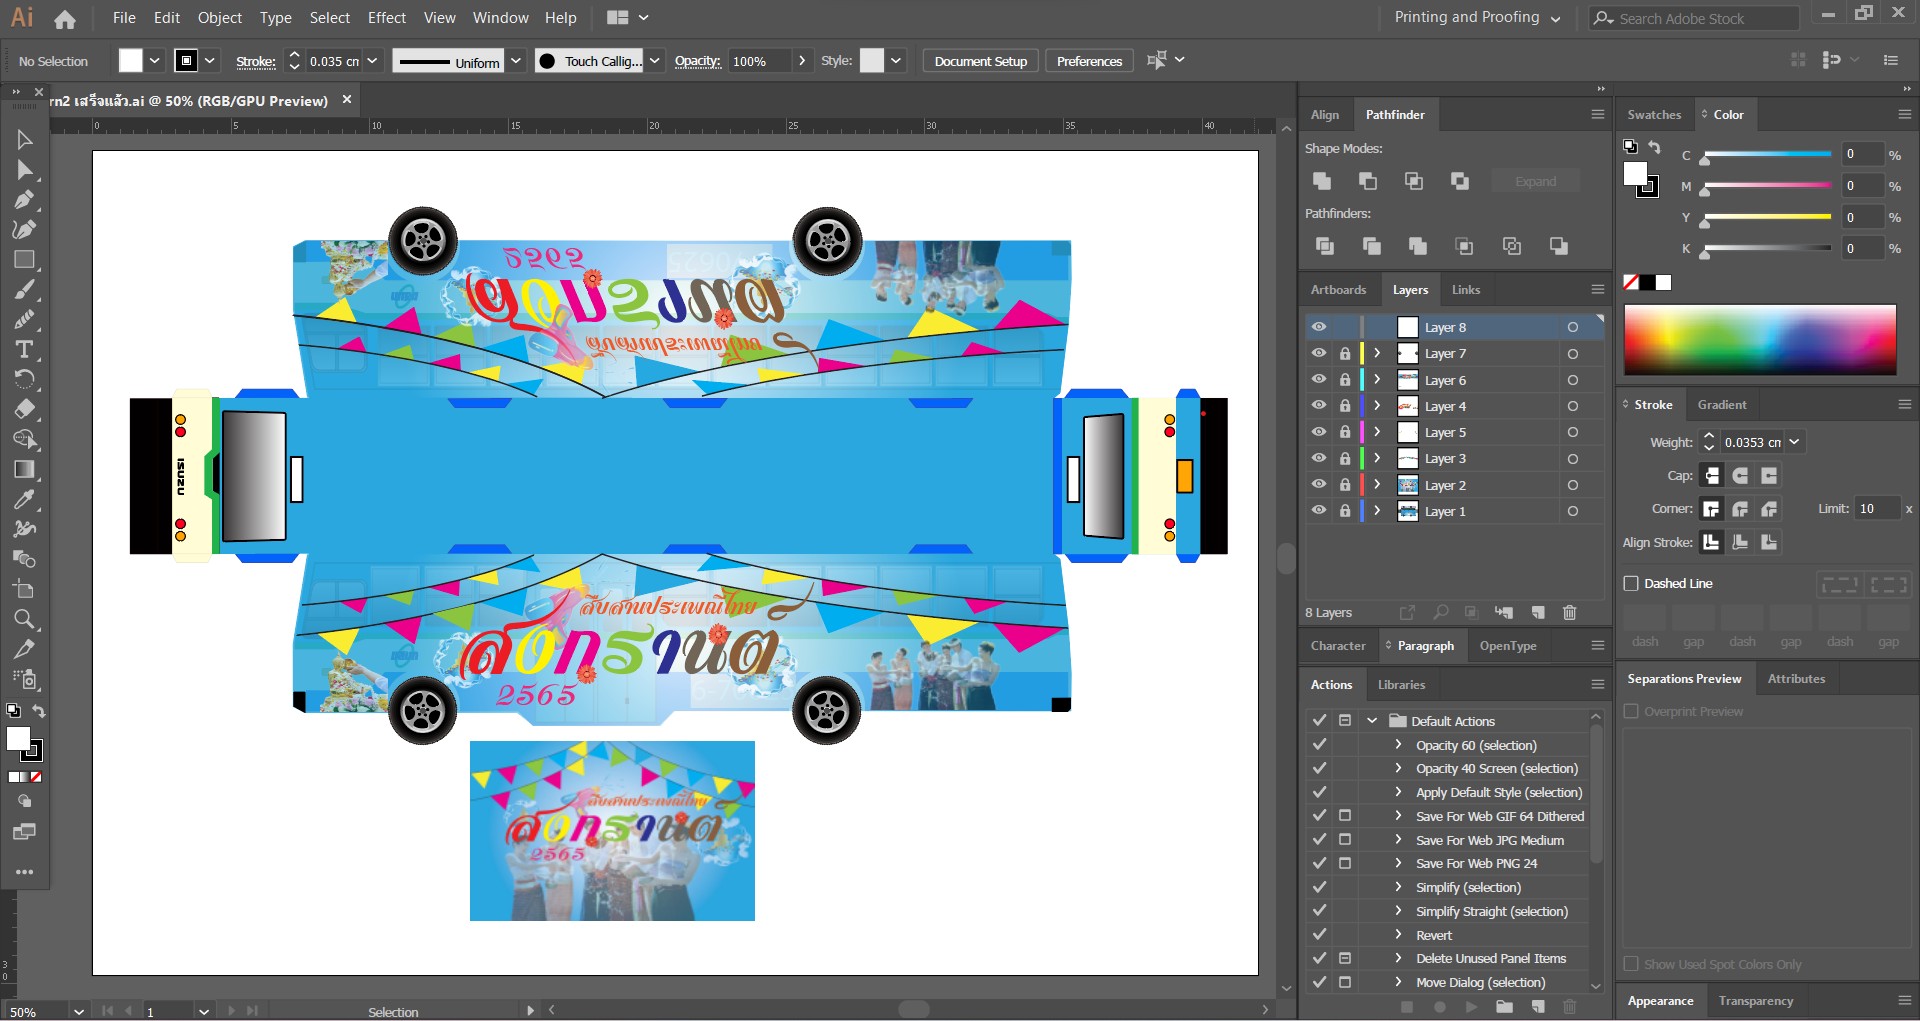 Ai File Edit Object Type Select Effect View Window Help Printing and Proofing Search Adobe Stock
No Selection Stroke: 0.035 cm Uniform Touch Callig... Opacity: 100% Style: Document Setup Preferences
rn2 เสร็จแล้ว.ai @ 50% (RGB/GPU Preview)
0 5 10 15 20 25 30 35 40
2565
สงกรานต์
สืบสานประเพณีไทย
ISUZU
สืบสานประเพณีไทย
สงกรานต์
2565
สืบสานประเพณีไทย
สงกรานต์
2565
Align Pathfinder
Shape Modes:
Expand
Pathfinders:
Artboards Layers Links
Layer 8
Layer 7
Layer 6
Layer 4
Layer 5
Layer 3
Layer 2
Layer 1
8 Layers
Character Paragraph OpenType
Actions Libraries
Default Actions
Opacity 60 (selection)
Opacity 40 Screen (selection)
Apply Default Style (selection)
Save For Web GIF 64 Dithered
Save For Web JPG Medium
Save For Web PNG 24
Simplify (selection)
Simplify Straight (selection)
Revert
Delete Unused Panel Items
Move Dialog (selection)
Swatches Color
C 0 %
M 0 %
Y 0 %
K 0 %
Stroke Gradient
Weight: 0.0353 cm
Cap:
Corner: Limit: 10 x
Align Stroke:
Dashed Line
dash gap dash gap dash gap
Separations Preview Attributes
Overprint Preview
Show Used Spot Colors Only
Appearance Transparency
50% 1 Selection